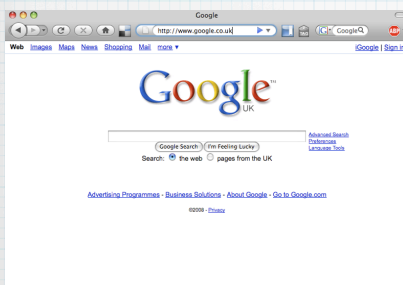 Google
http://www.google.co.uk
G Google
ABP
Web Images Maps News Shopping Mail more ▼
iGoogle | Sign in
Google™
UK
Advanced Search
Google Search I'm Feeling Lucky
Preferences
Language Tools
Search: the web pages from the UK
Advertising Programmes - Business Solutions - About Google - Go to Google.com
©2008 - Privacy